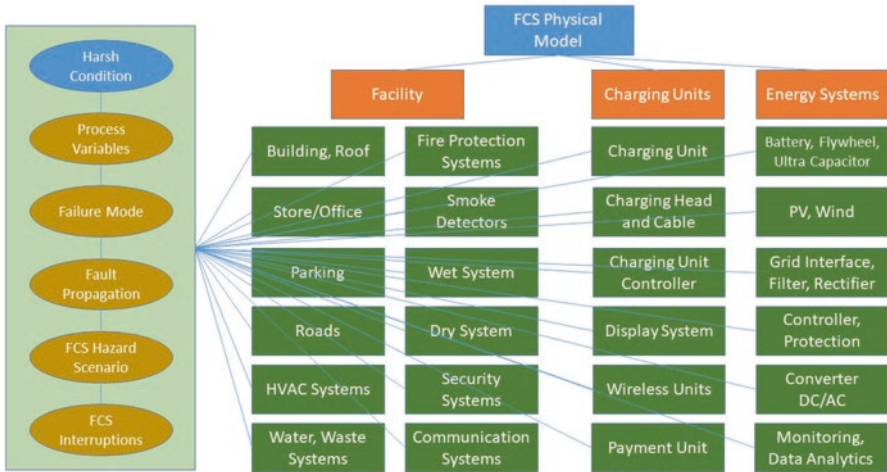 Harsh
Condition
Process
Variables
Failure Mode
Fault
Propagation
FCS Hazard
Scenario
FCS
Interruptions
FCS Physical
Model
Facility
Charging Units
Energy Systems
Building, Roof
Fire Protection
Systems
Charging Unit
Battery, Flywheel,
Ultra Capacitor
Store/Office
Smoke
Detectors
Charging Head
and Cable
PV, Wind
Parking
Wet System
Charging Unit
Controller
Grid Interface,
Filter, Rectifier
Roads
Dry System
Display System
Controller,
Protection
HVAC Systems
Security
Systems
Wireless Units
Converter
DC/AC
Water, Waste
Systems
Communication
Systems
Payment Unit
Monitoring,
Data Analytics